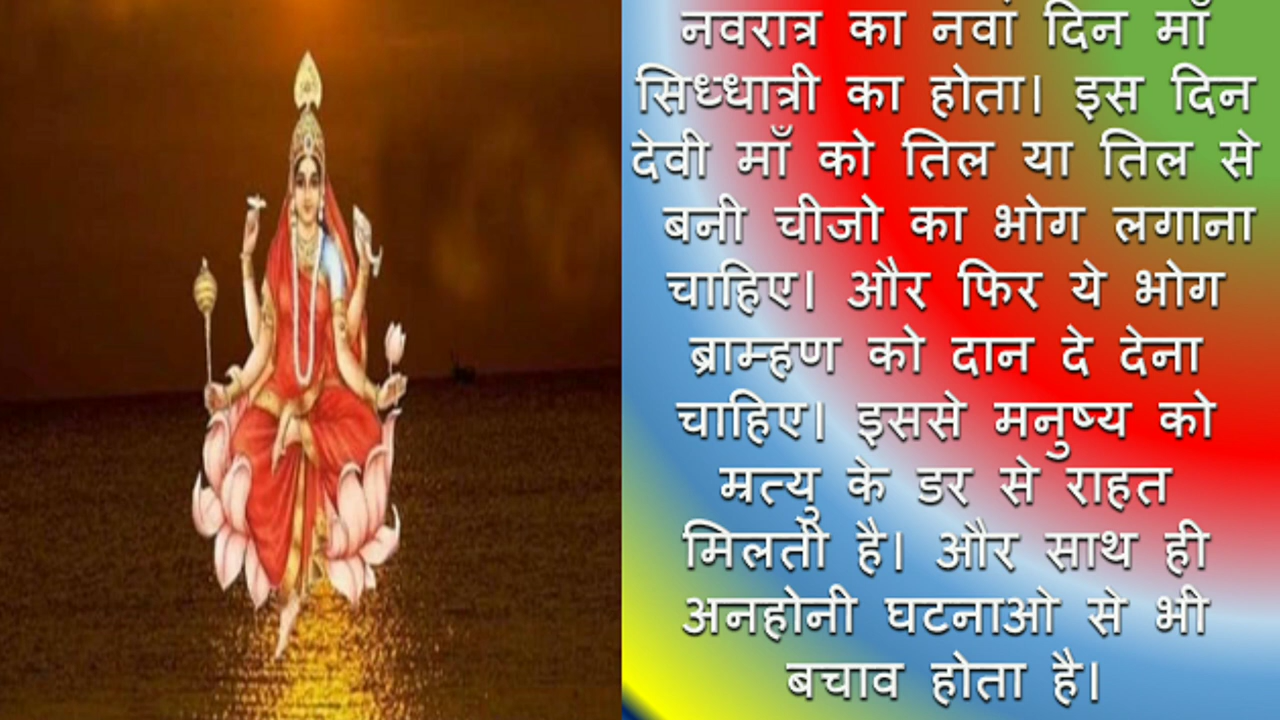 नवरात्र का नवां दिन माँ
सिध्धात्री का होता। इस दिन
देवी माँ को तिल या तिल से
बनी चीजो का भोग लगाना
चाहिए। और फिर ये भोग
ब्राम्हण को दान दे देना
चाहिए। इससे मनुष्य को
म्रत्यु के डर से राहत
मिलती है। और साथ ही
अनहोनी घटनाओ से भी
बचाव होता है।